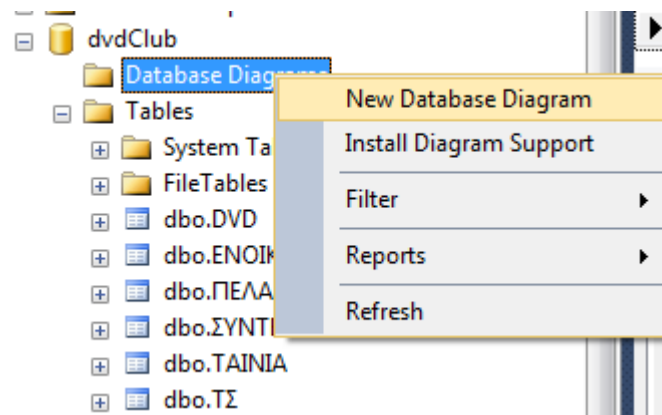 dvdClub
Database Diagrams
New Database Diagram
Tables
Install Diagram Support
System Ta
FileTables
Filter
dbo.DVD
dbo.ΕΝΟΙΚ
Reports
dbo.ΠΕΛΑ
Refresh
dbo.ΣΥΝΤ
dbo.ΤΑΙΝΙΑ
dbo.ΤΣ